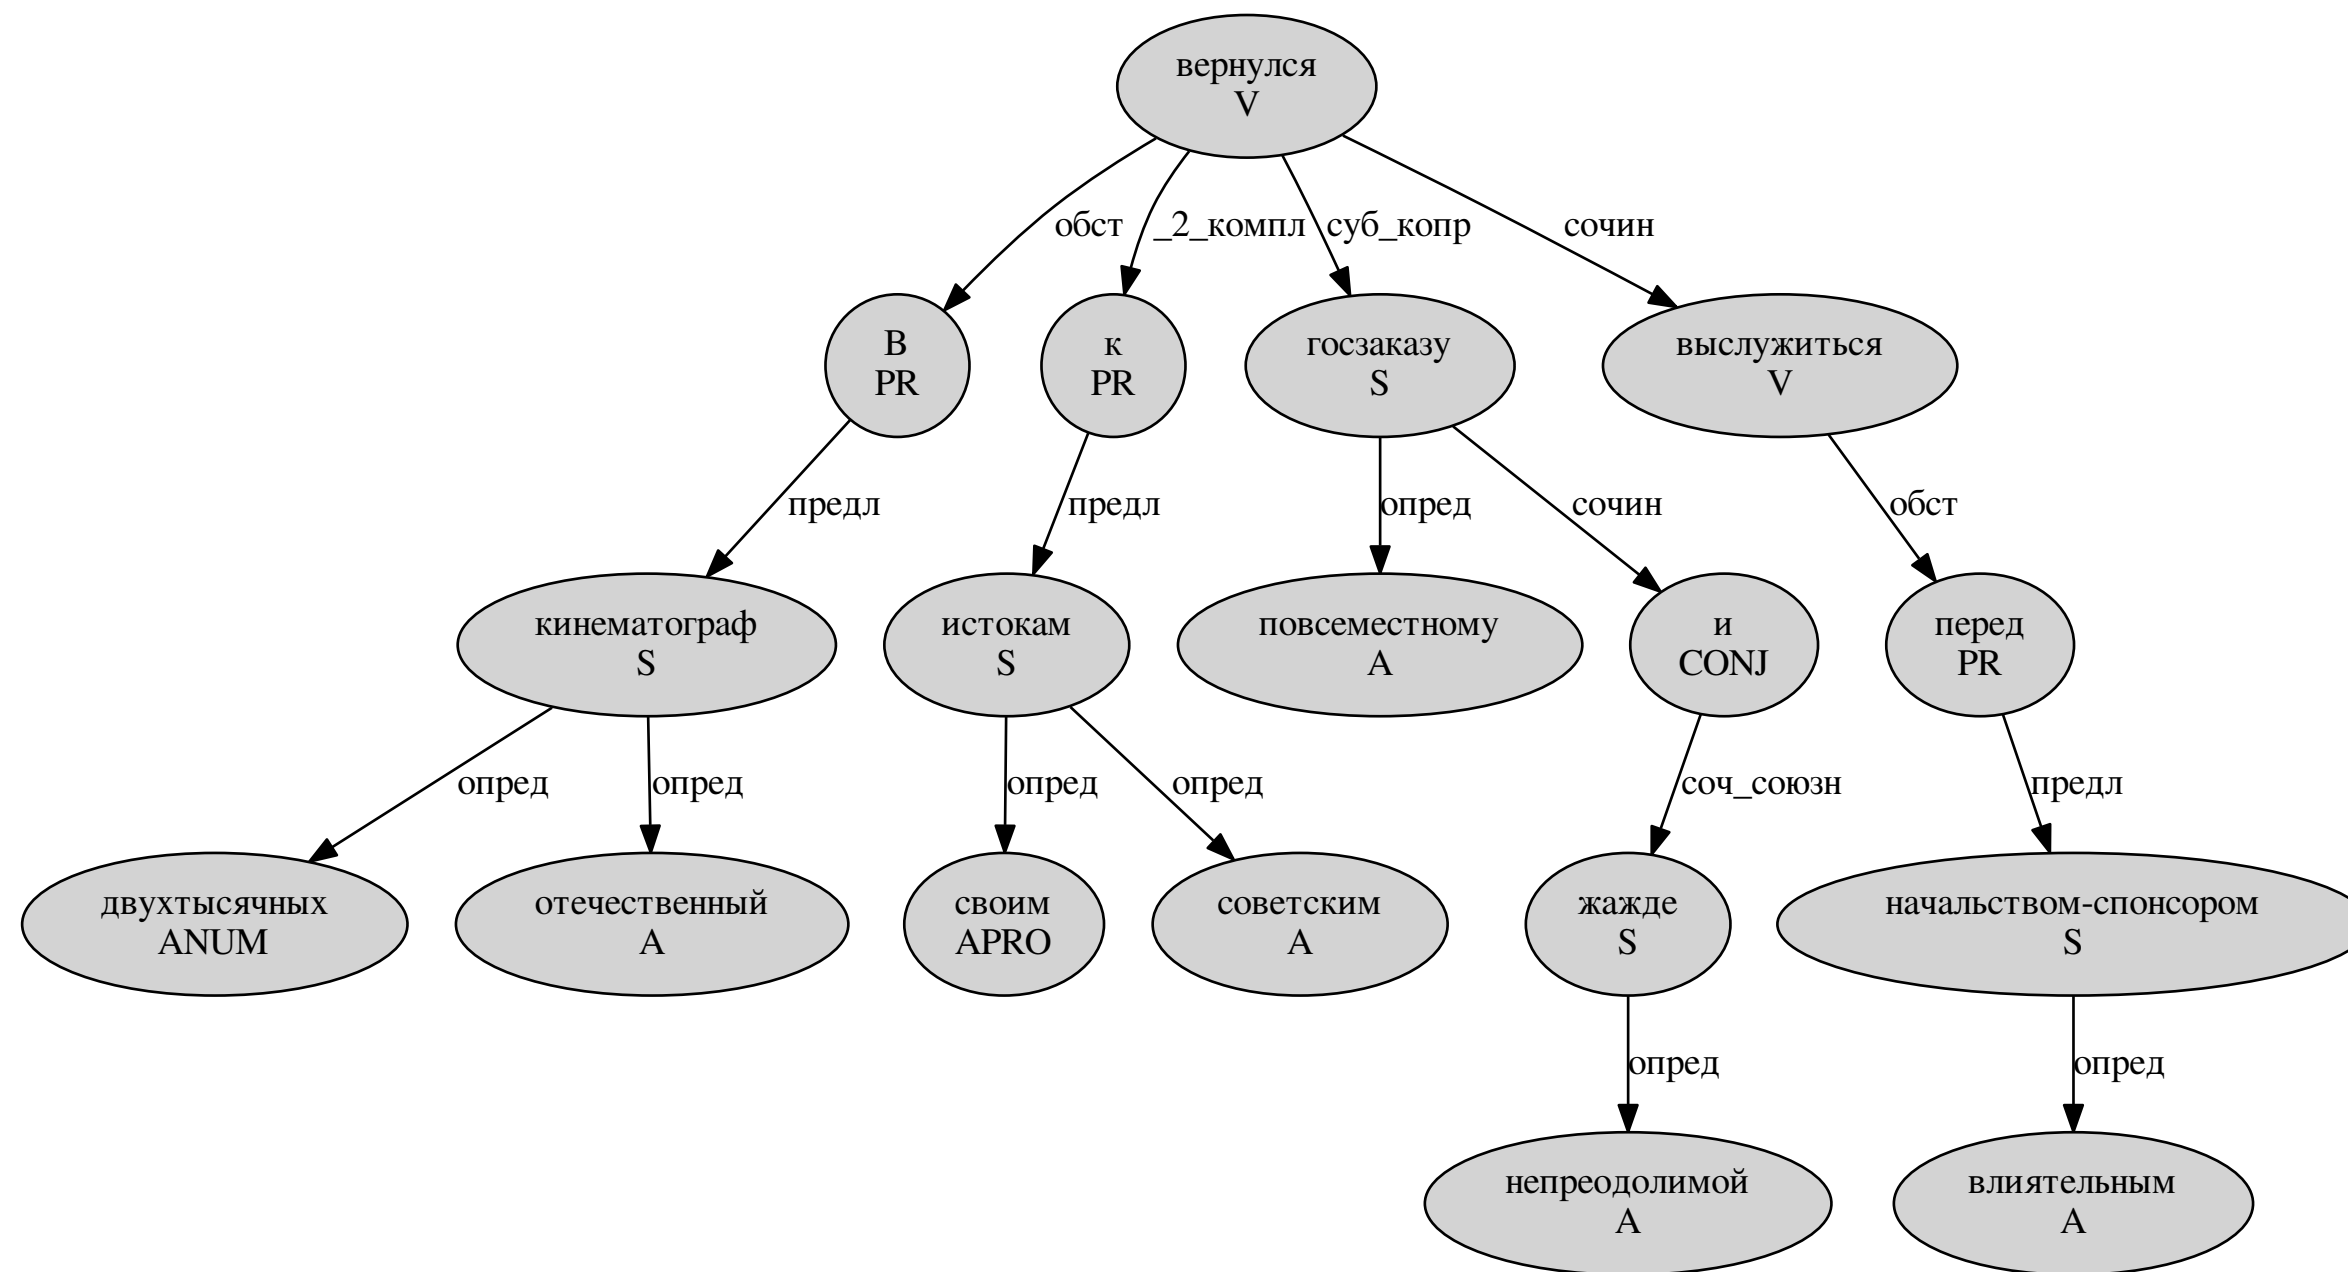 вернулся
V
обст
_2_компл
суб_копр
сочин
В
PR
к
PR
госзаказу
S
выслужиться
V
предл
предл
опред
сочин
обст
кинематограф
S
истокам
S
повсеместному
A
и
CONJ
перед
PR
опред
опред
опред
опред
соч_союзн
предл
двухтысячных
ANUM
отечественный
A
своим
APRO
советским
A
жажде
S
начальством-спонсором
S
опред
опред
непреодолимой
A
влиятельным
A